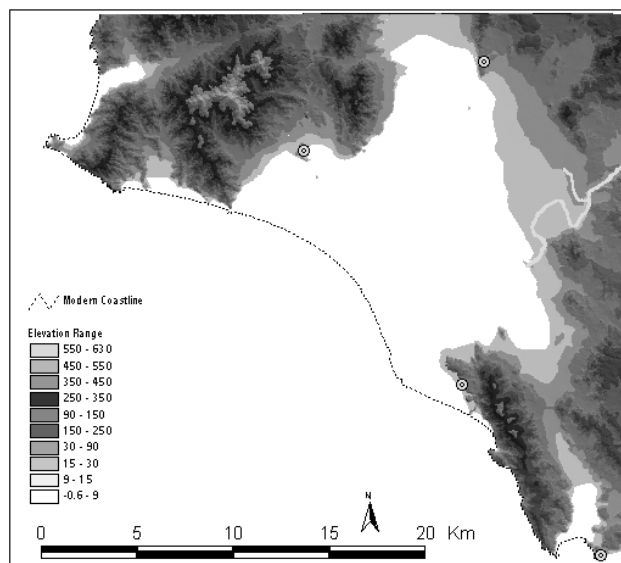 Modern Coastline
Elevation Range
550 - 630
450 - 550
350 - 450
250 - 350
90 - 150
150 - 250
30 - 90
15 - 30
9 - 15
-0.6 - 9
N
0 5 10 15 20 Km